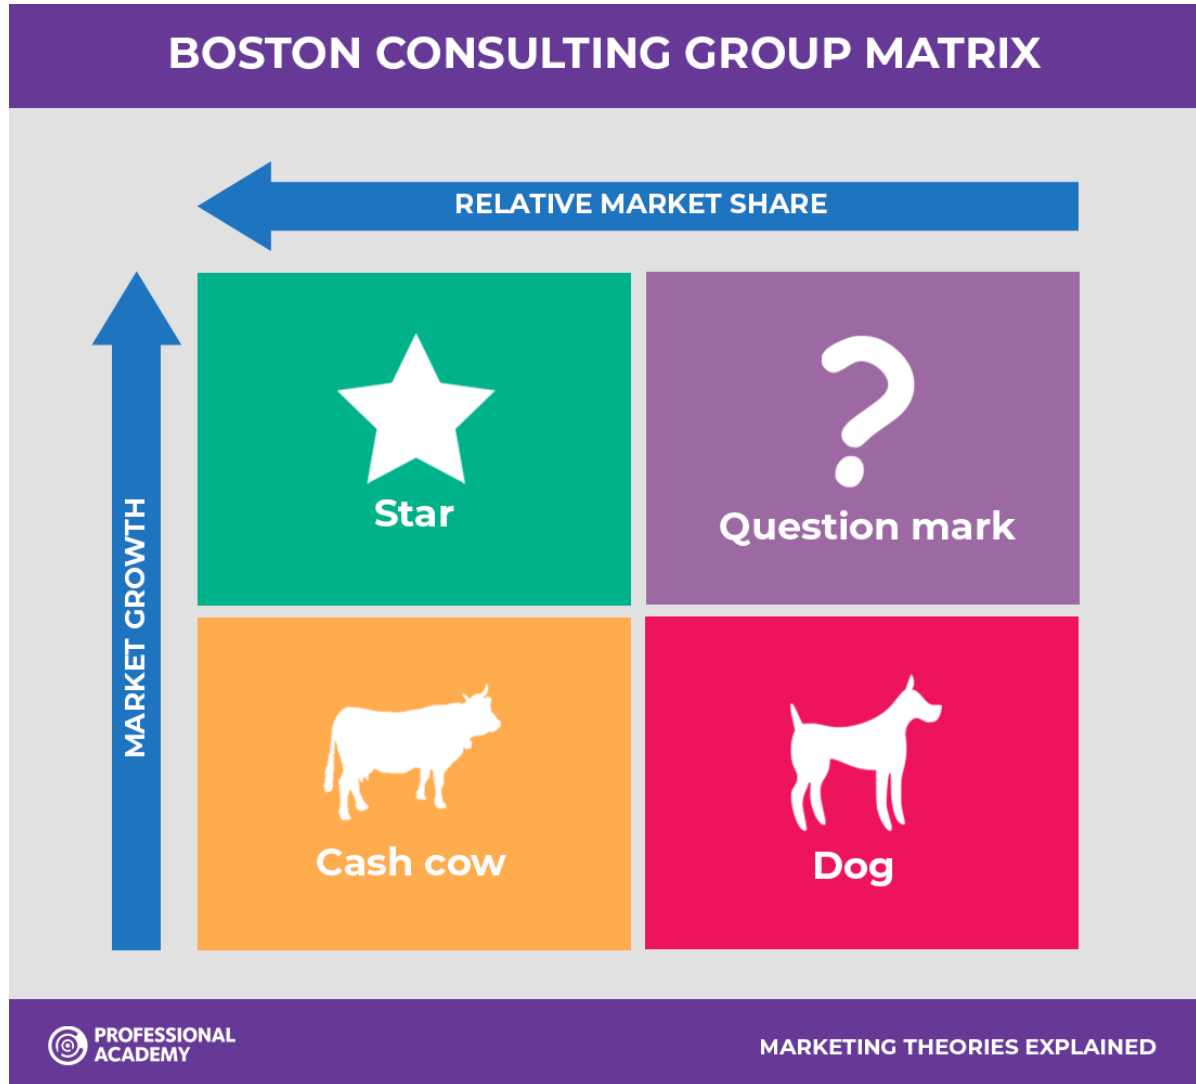 BOSTON CONSULTING GROUP MATRIX
RELATIVE MARKET SHARE
MARKET GROWTH
Star
?
Question mark
Cash cow
Dog
PROFESSIONAL
ACADEMY
MARKETING THEORIES EXPLAINED